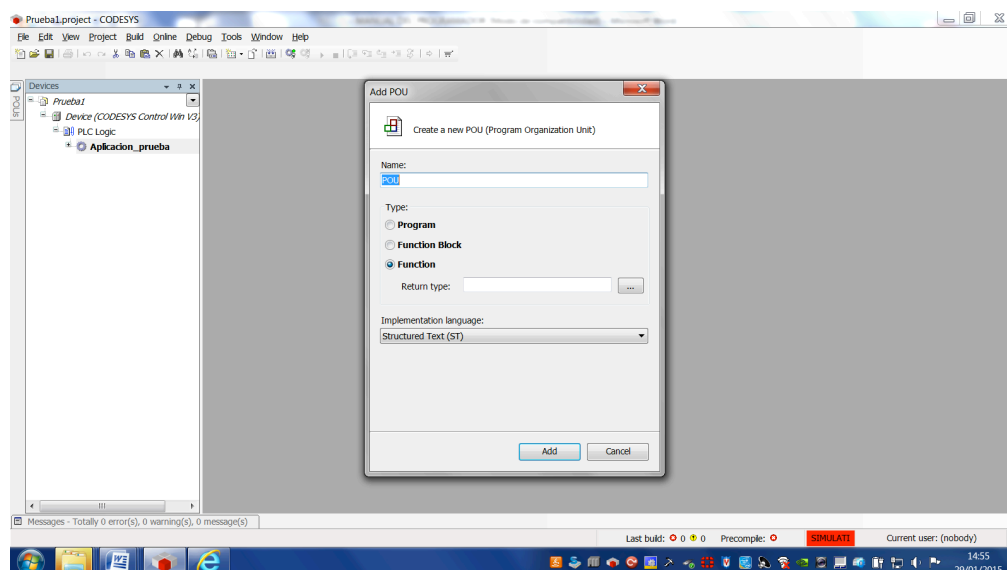 Prueba1.project - CODESYS
File Edit View Project Build Online Debug Tools Window Help
Devices
POUs
Prueba1
Device (CODESYS Control Win V3)
PLC Logic
Aplicacion_prueba
Add POU
Create a new POU (Program Organization Unit)
Name:
POU
Type:
Program
Function Block
Function
Return type:
...
Implementation language:
Structured Text (ST)
Add Cancel
Messages - Totally 0 error(s), 0 warning(s), 0 message(s)
Last build: 0 0 Precompile: SIMULATI Current user: (nobody)
14:55
29/01/2015